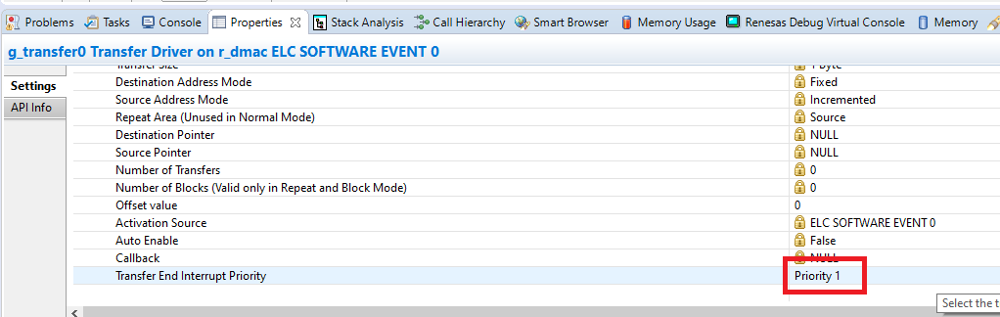 Problems Tasks Console Properties Stack Analysis Call Hierarchy Smart Browser Memory Usage Renesas Debug Virtual Console Memory
g_transfer0 Transfer Driver on r_dmac ELC SOFTWARE EVENT 0
Settings
API Info
Transfer Size 1 Byte
Destination Address Mode Fixed
Source Address Mode Incremented
Repeat Area (Unused in Normal Mode) Source
Destination Pointer NULL
Source Pointer NULL
Number of Transfers 0
Number of Blocks (Valid only in Repeat and Block Mode) 0
Offset value 0
Activation Source ELC SOFTWARE EVENT 0
Auto Enable False
Callback NULL
Transfer End Interrupt Priority Priority 1
Select the t